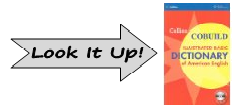 Look It Up!
Collins
COBUILD
ILLUSTRATED BASIC
DICTIONARY
of American English